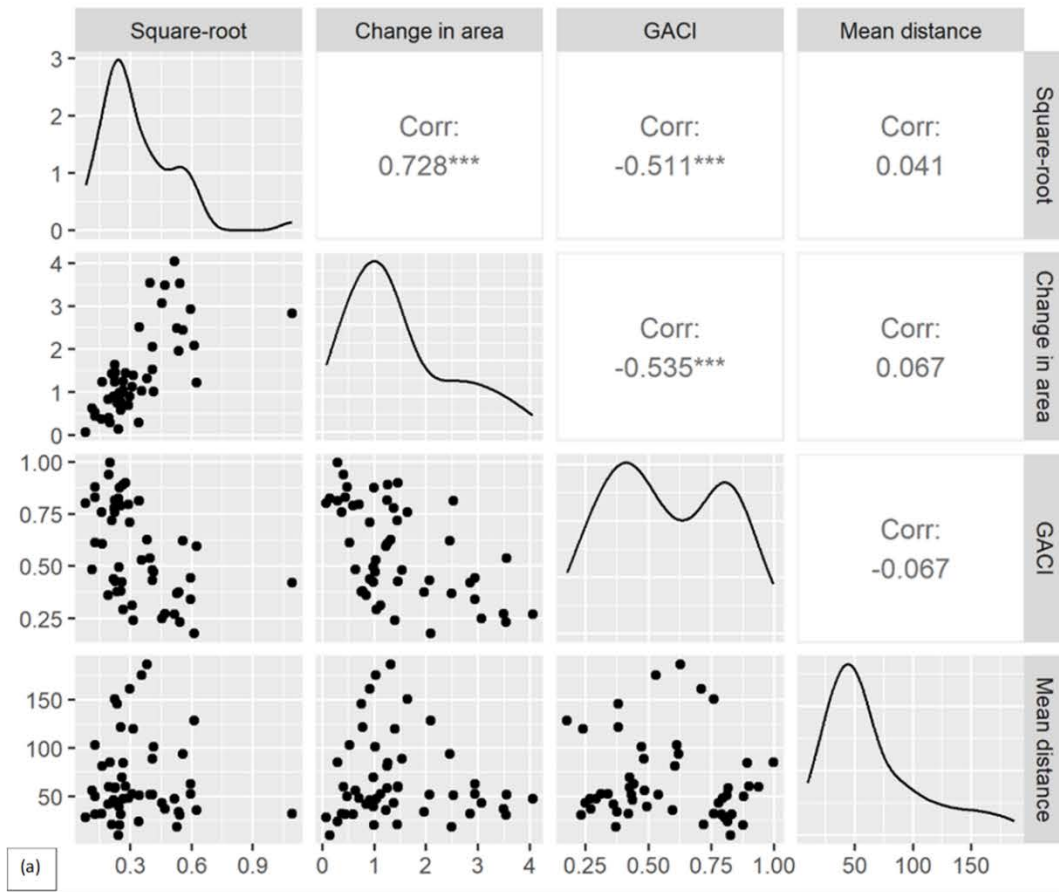 Square-root Change in area GACI Mean distance
3
2
1
0
Corr:
0.728***
Corr:
-0.511***
Corr:
0.041
Square-root
4
3
2
1
0
Corr:
-0.535***
Corr:
0.067
Change in area
1.00
0.75
0.50
0.25
Corr:
-0.067
GACI
150
100
50
Mean distance
0.3 0.6 0.9 0 1 2 3 4 0.25 0.50 0.75 1.00 50 100 150
(a)